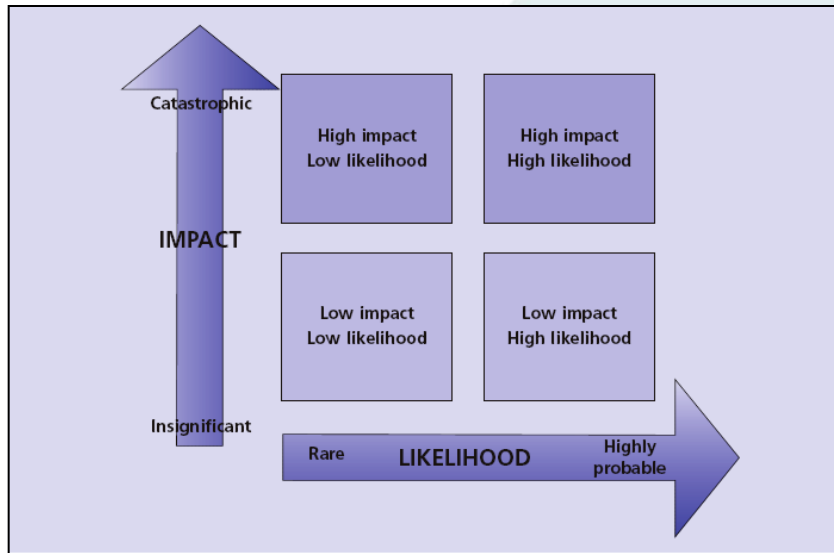 Catastrophic
High impact
Low likelihood
High impact
High likelihood
IMPACT
Low impact
Low likelihood
Low impact
High likelihood
Insignificant
Rare
LIKELIHOOD
Highly
probable